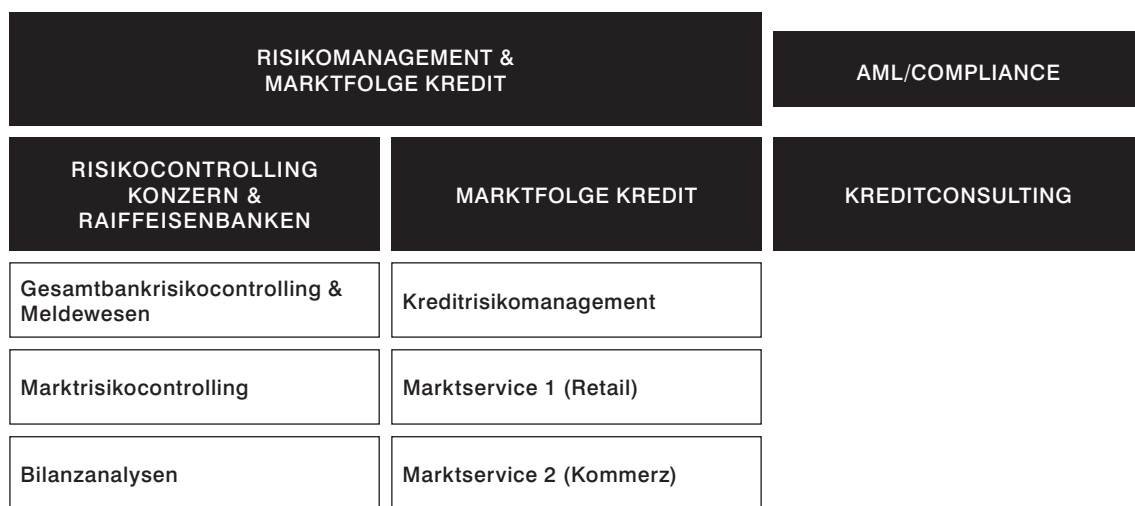 RISIKOMANAGEMENT &
MARKTFOLGE KREDIT
AML/COMPLIANCE
RISIKOCONTROLLING
KONZERN &
RAIFFEISENBANKEN
MARKTFOLGE KREDIT
KREDITCONSULTING
Gesamtbankrisikocontrolling &
Meldewesen
Kreditrisikomanagement
Marktrisikocontrolling
Marktservice 1 (Retail)
Bilanzanalysen
Marktservice 2 (Kommerz)